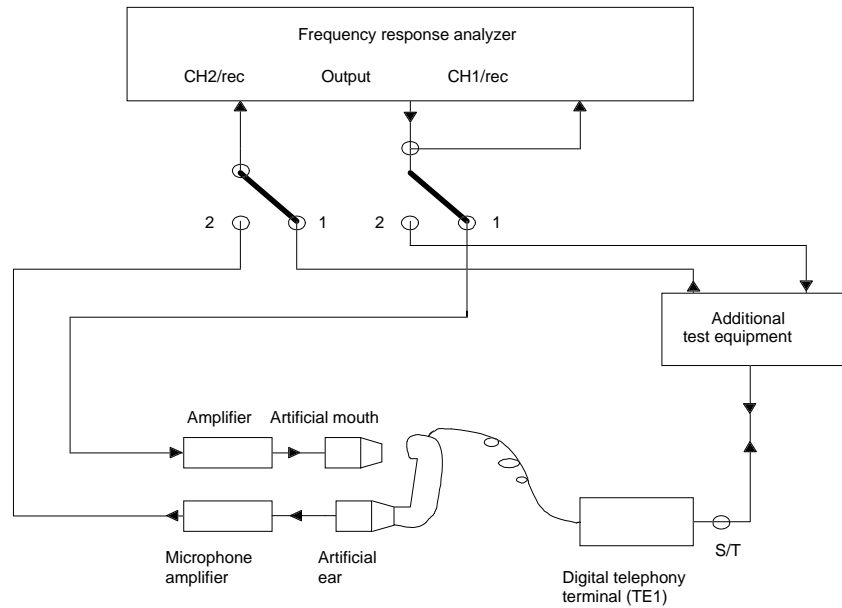 Frequency response analyzer
CH2/rec Output CH1/rec
2 1 2 1
Additional
test equipment
Amplifier Artificial mouth
S/T
Microphone
amplifier
Artificial
ear
Digital telephony
terminal (TE1)